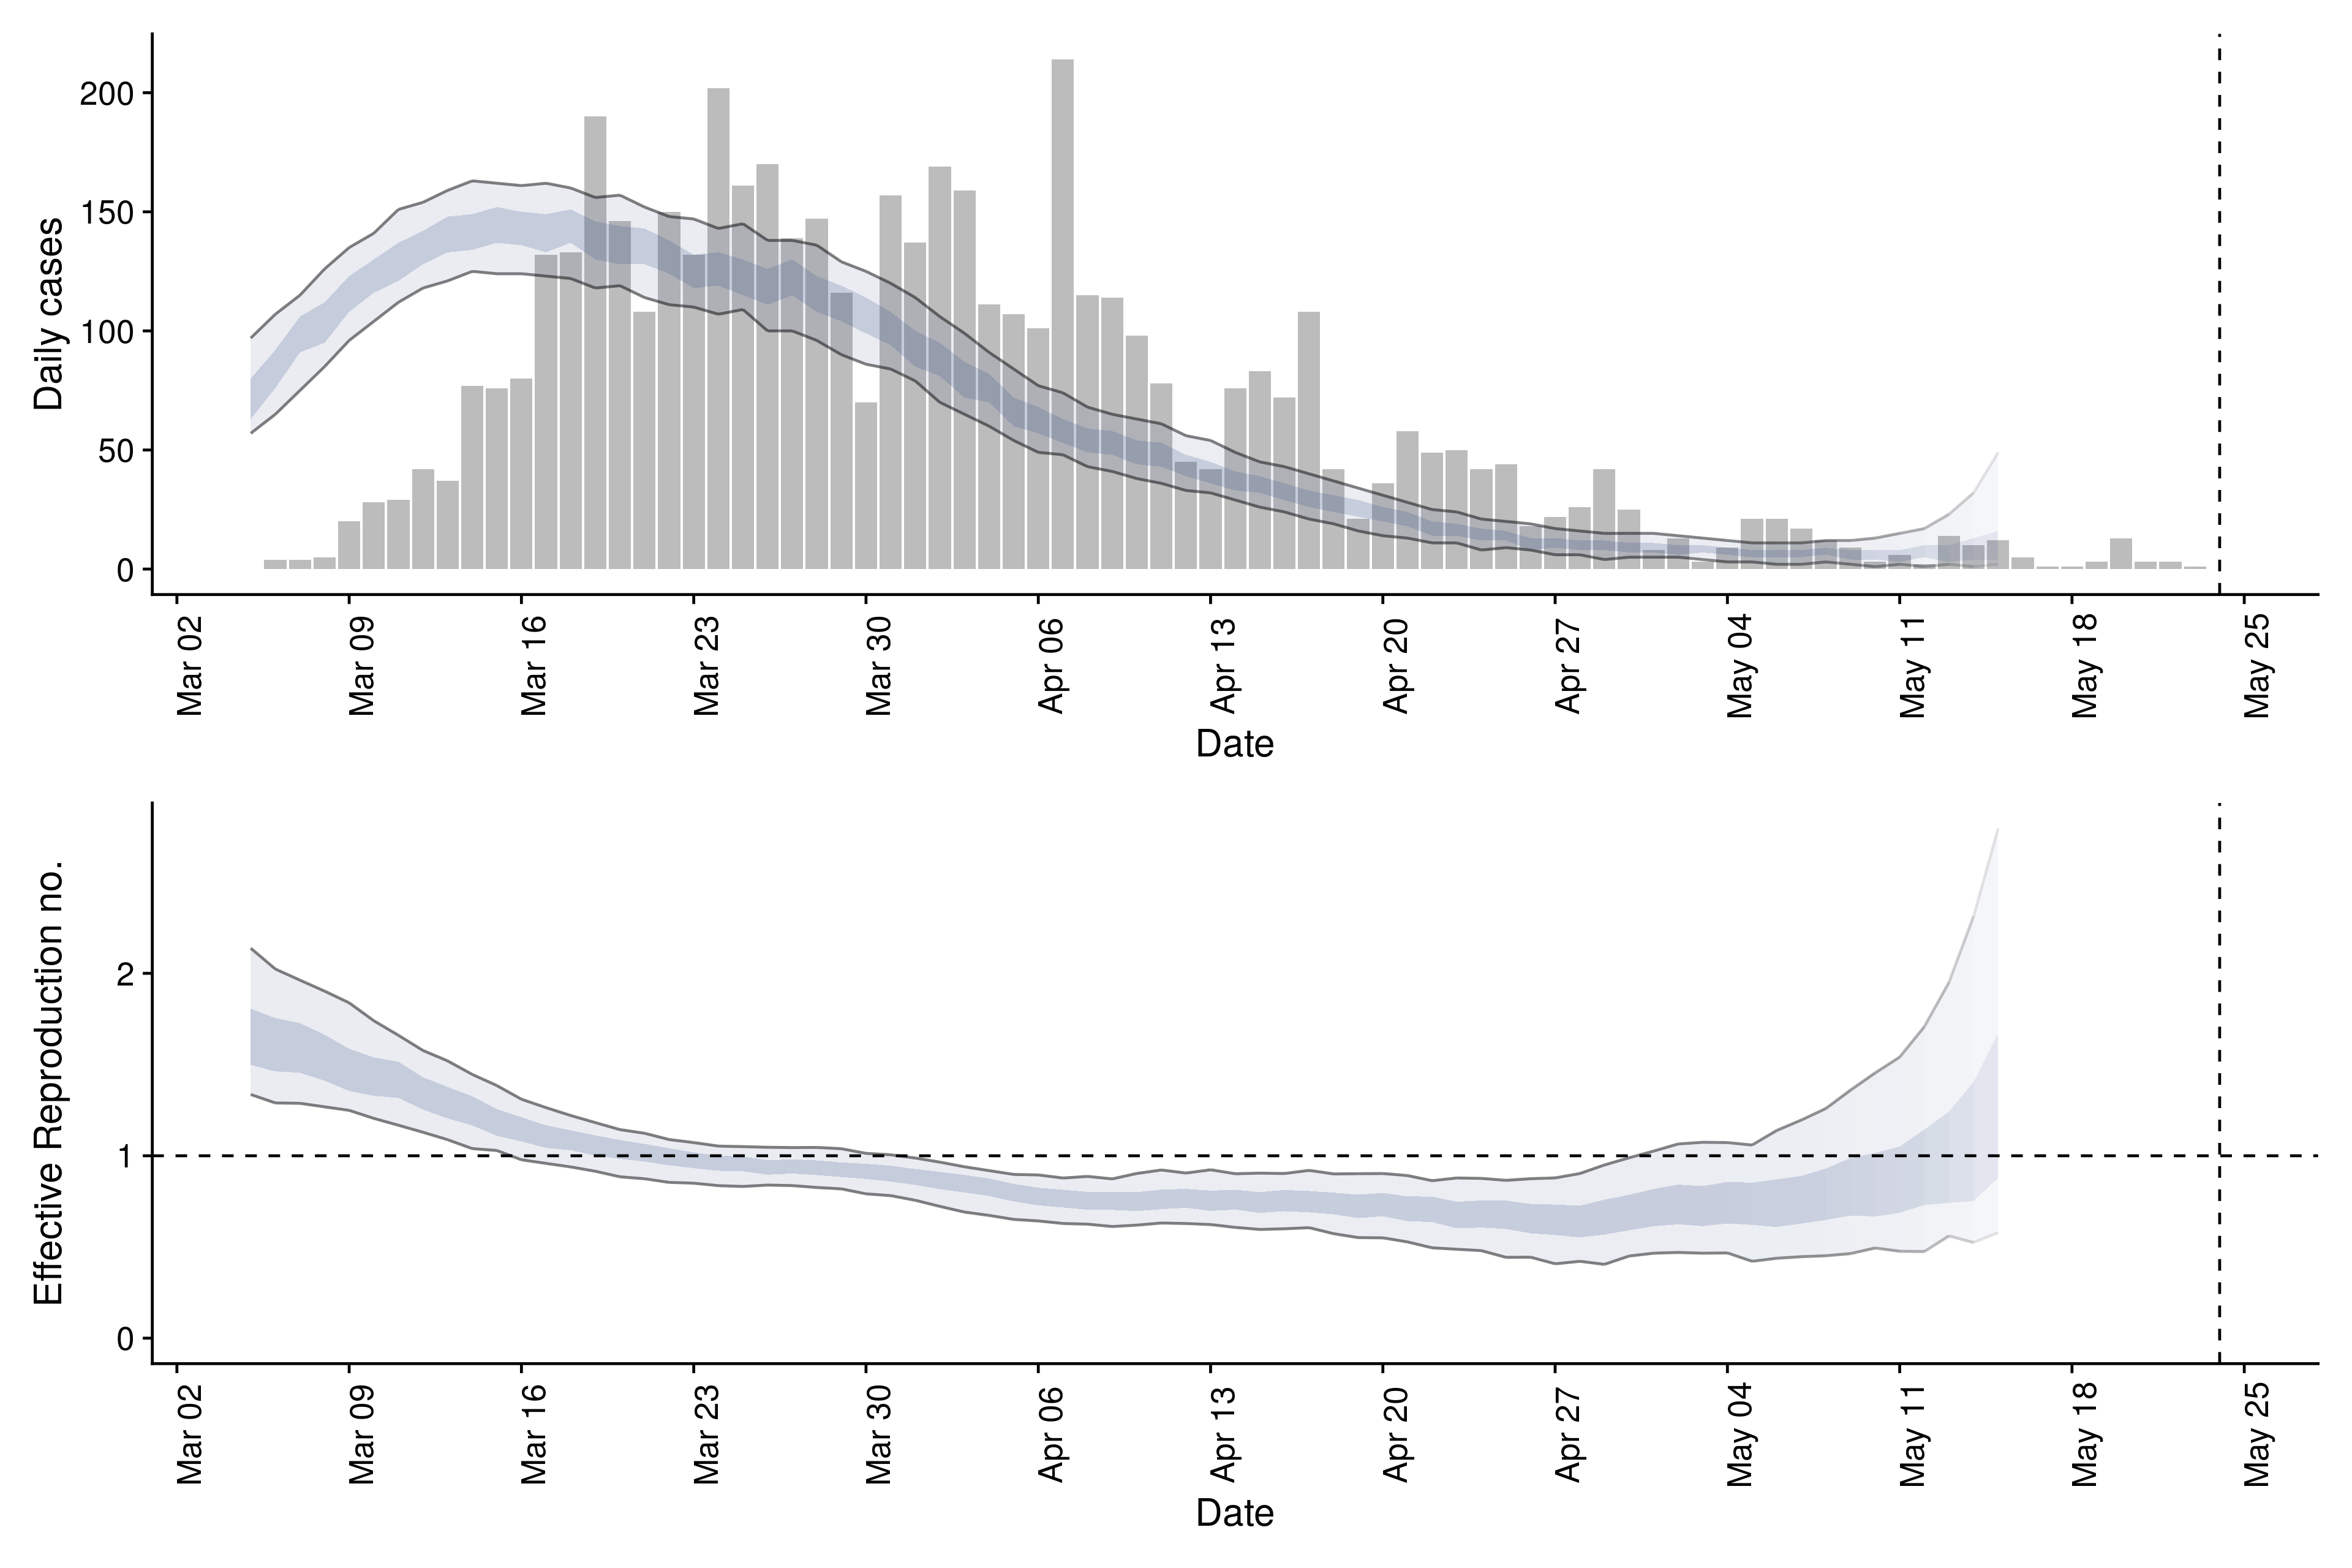 Daily cases
200
150
100
50
0
Mar 02
Mar 09
Mar 16
Mar 23
Mar 30
Apr 06
Apr 13
Apr 20
Apr 27
May 04
May 11
May 18
May 25
Date
Effective Reproduction no.
2
1
0
Mar 02
Mar 09
Mar 16
Mar 23
Mar 30
Apr 06
Apr 13
Apr 20
Apr 27
May 04
May 11
May 18
May 25
Date